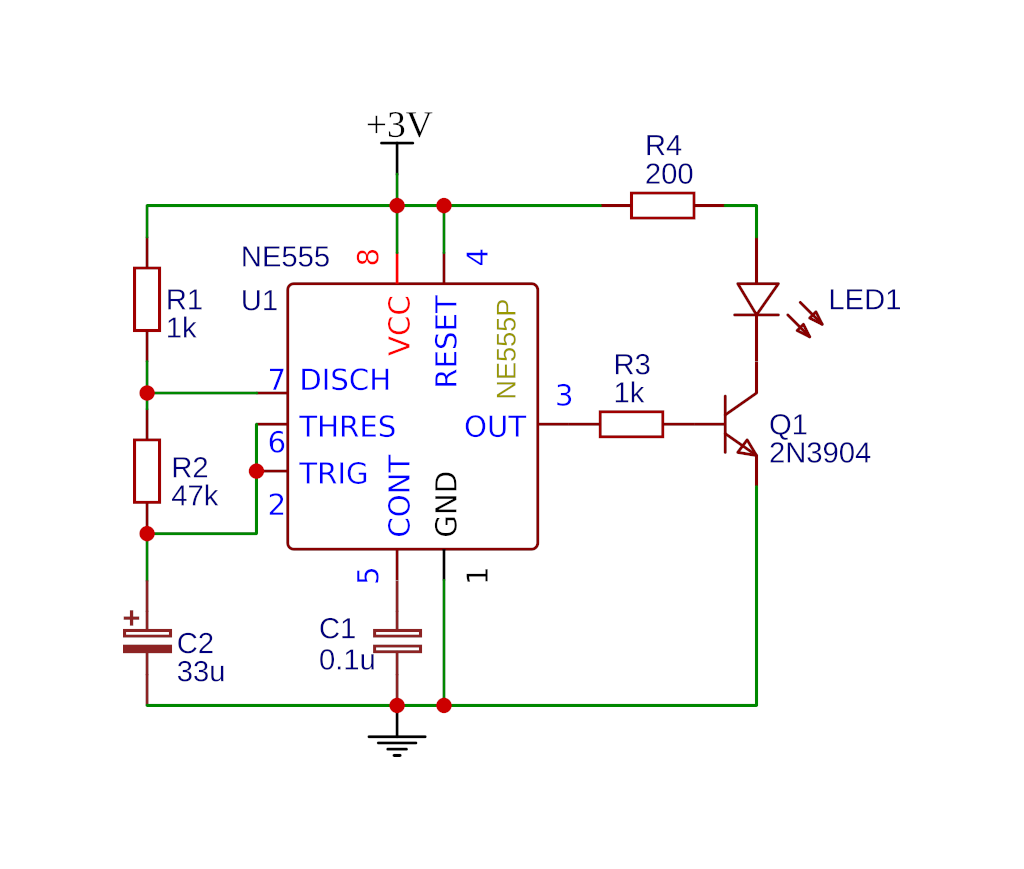 +3V
R4
200
NE555
8
4
U1
VCC
RESET
NE555P
R1
1k
LED1
7
DISCH
R3
1k
3
THRES
OUT
6
Q1
2N3904
R2
47k
TRIG
2
CONT
GND
5
1
+
C2
33u
C1
0.1u